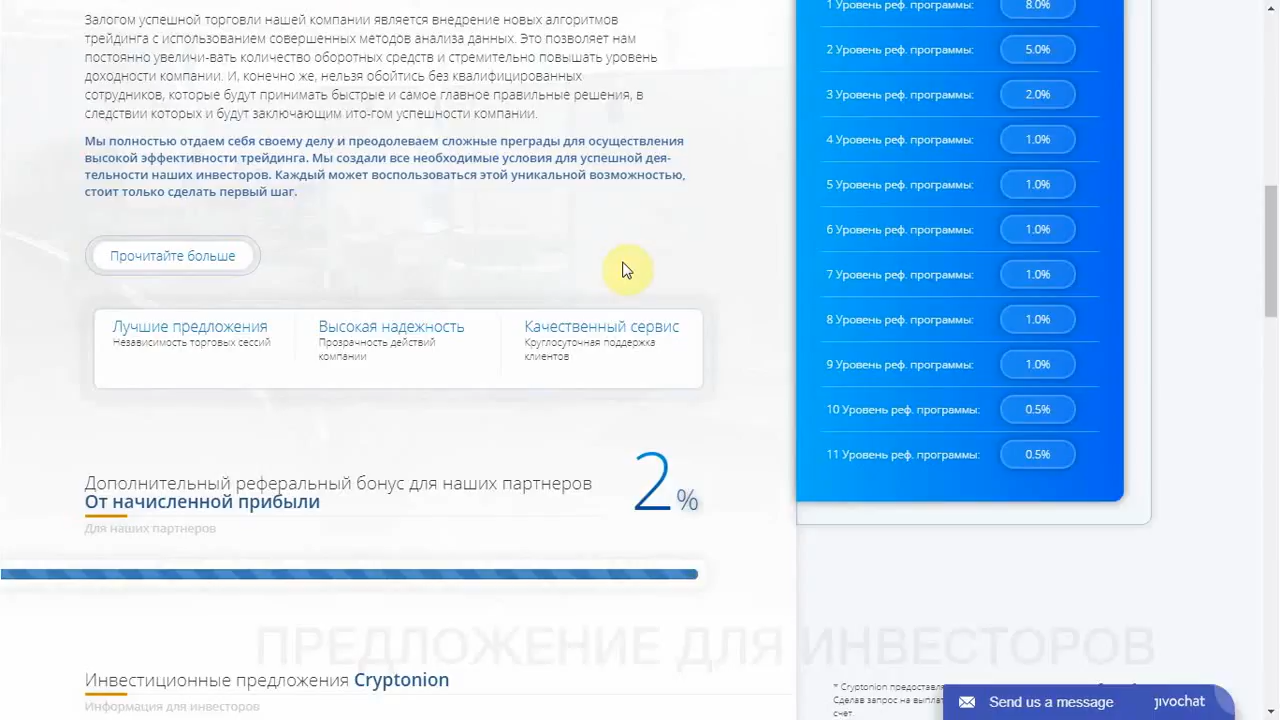 Залогом успешной торговли нашей компании является внедрение новых алгоритмов
трейдинга с использованием совершенных методов анализа данных. Это позволяет нам
постоянно увеличи-вать количество оборотных средств и стремительно повышать уровень
доходности компании. И, конечно же, нельзя обойтись без квалифицированных
сотрудников, которые будут принимать быстрые и самое главное правильные решения, в
следствии которых и будут заключающим ито-гом успешности компании.
Мы полностью отдаем себя своему делу и преодолеваем сложные преграды для осуществления
высокой эффективности трейдинга. Мы создали все необходимые условия для успешной дея-
тельности наших инвесторов. Каждый может воспользоваться этой уникальной возможностью,
стоит только сделать первый шаг.
Прочитайте больше
Лучшие предложения
Независимость торговых сессий
Высокая надежность
Прозрачность действий
компании
Качественный сервис
Круглосуточная поддержка
клиентов
Дополнительный реферальный бонус для наших партнеров
От начисленной прибыли
2 %
Для наших партнеров
1 Уровень реф. программы: 8.0%
2 Уровень реф. программы: 5.0%
3 Уровень реф. программы: 2.0%
4 Уровень реф. программы: 1.0%
5 Уровень реф. программы: 1.0%
6 Уровень реф. программы: 1.0%
7 Уровень реф. программы: 1.0%
8 Уровень реф. программы: 1.0%
9 Уровень реф. программы: 1.0%
10 Уровень реф. программы: 0.5%
11 Уровень реф. программы: 0.5%
ПРЕДЛОЖЕНИЕ ДЛЯ ИНВЕСТОРОВ
Инвестиционные предложения Cryptonion
Информация для инвесторов
* Cryptonion
Сделав запрос на
счет.
Send us a message
jivochat